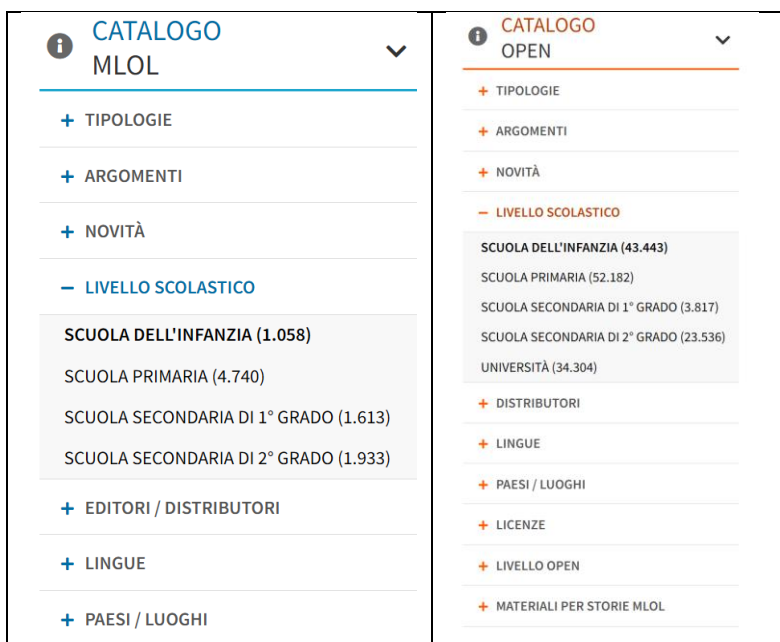 CATALOGO
MLOL
+ TIPOLOGIE
+ ARGOMENTI
+ NOVITÀ
− LIVELLO SCOLASTICO
SCUOLA DELL'INFANZIA (1.058)
SCUOLA PRIMARIA (4.740)
SCUOLA SECONDARIA DI 1° GRADO (1.613)
SCUOLA SECONDARIA DI 2° GRADO (1.933)
+ EDITORI / DISTRIBUTORI
+ LINGUE
+ PAESI / LUOGHI
CATALOGO
OPEN
+ TIPOLOGIE
+ ARGOMENTI
+ NOVITÀ
− LIVELLO SCOLASTICO
SCUOLA DELL'INFANZIA (43.443)
SCUOLA PRIMARIA (52.182)
SCUOLA SECONDARIA DI 1° GRADO (3.817)
SCUOLA SECONDARIA DI 2° GRADO (23.536)
UNIVERSITÀ (34.304)
+ DISTRIBUTORI
+ LINGUE
+ PAESI / LUOGHI
+ LICENZE
+ LIVELLO OPEN
+ MATERIALI PER STORIE MLOL